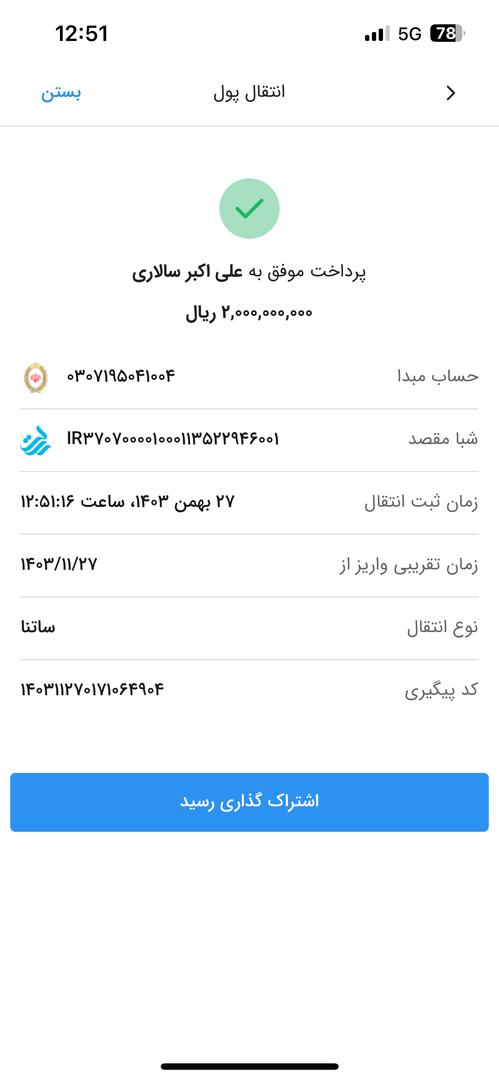 12:51
5G 78
انتقال پول
بستن
پرداخت موفق به علی اکبر سالاری
۲,۰۰۰,۰۰۰,۰۰۰ ریال
حساب مبدا ۰۳۰۷۱۹۵۰۴۱۰۰۴
شبا مقصد IR۳۷۰۷۰۰۰۰۱۰۰۰۱۱۳۵۲۲۹۴۶۰۰۱
زمان ثبت انتقال ۲۷ بهمن ۱۴۰۳، ساعت ۱۲:۵۱:۱۶
زمان تقریبی واریز از ۱۴۰۳/۱۱/۲۷
نوع انتقال ساتنا
کد پیگیری ۱۴۰۳۱۱۲۷۰۱۷۱۰۶۴۹۰۴
اشتراک گذاری رسید